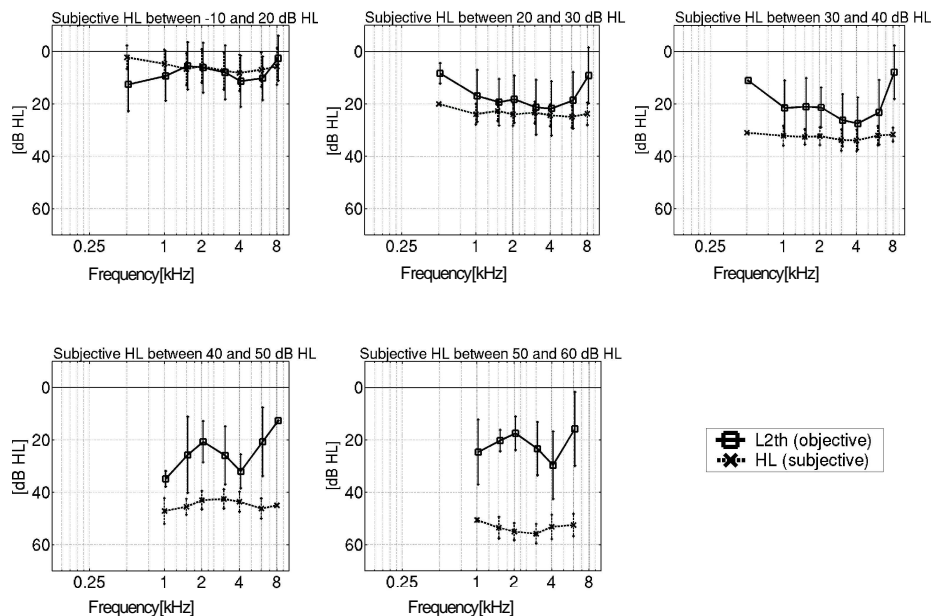 Subjective HL between -10 and 20 dB HL
Subjective HL between 20 and 30 dB HL
Subjective HL between 30 and 40 dB HL
[dB HL]
0
20
40
60
0.25
1
2
4
8
Frequency[kHz]
[dB HL]
0
20
40
60
0.25
1
2
4
8
Frequency[kHz]
[dB HL]
0
20
40
60
0.25
1
2
4
8
Frequency[kHz]
Subjective HL between 40 and 50 dB HL
Subjective HL between 50 and 60 dB HL
[dB HL]
0
20
40
60
0.25
1
2
4
8
Frequency[kHz]
[dB HL]
0
20
40
60
0.25
1
2
4
8
Frequency[kHz]
L2th (objective)
HL (subjective)